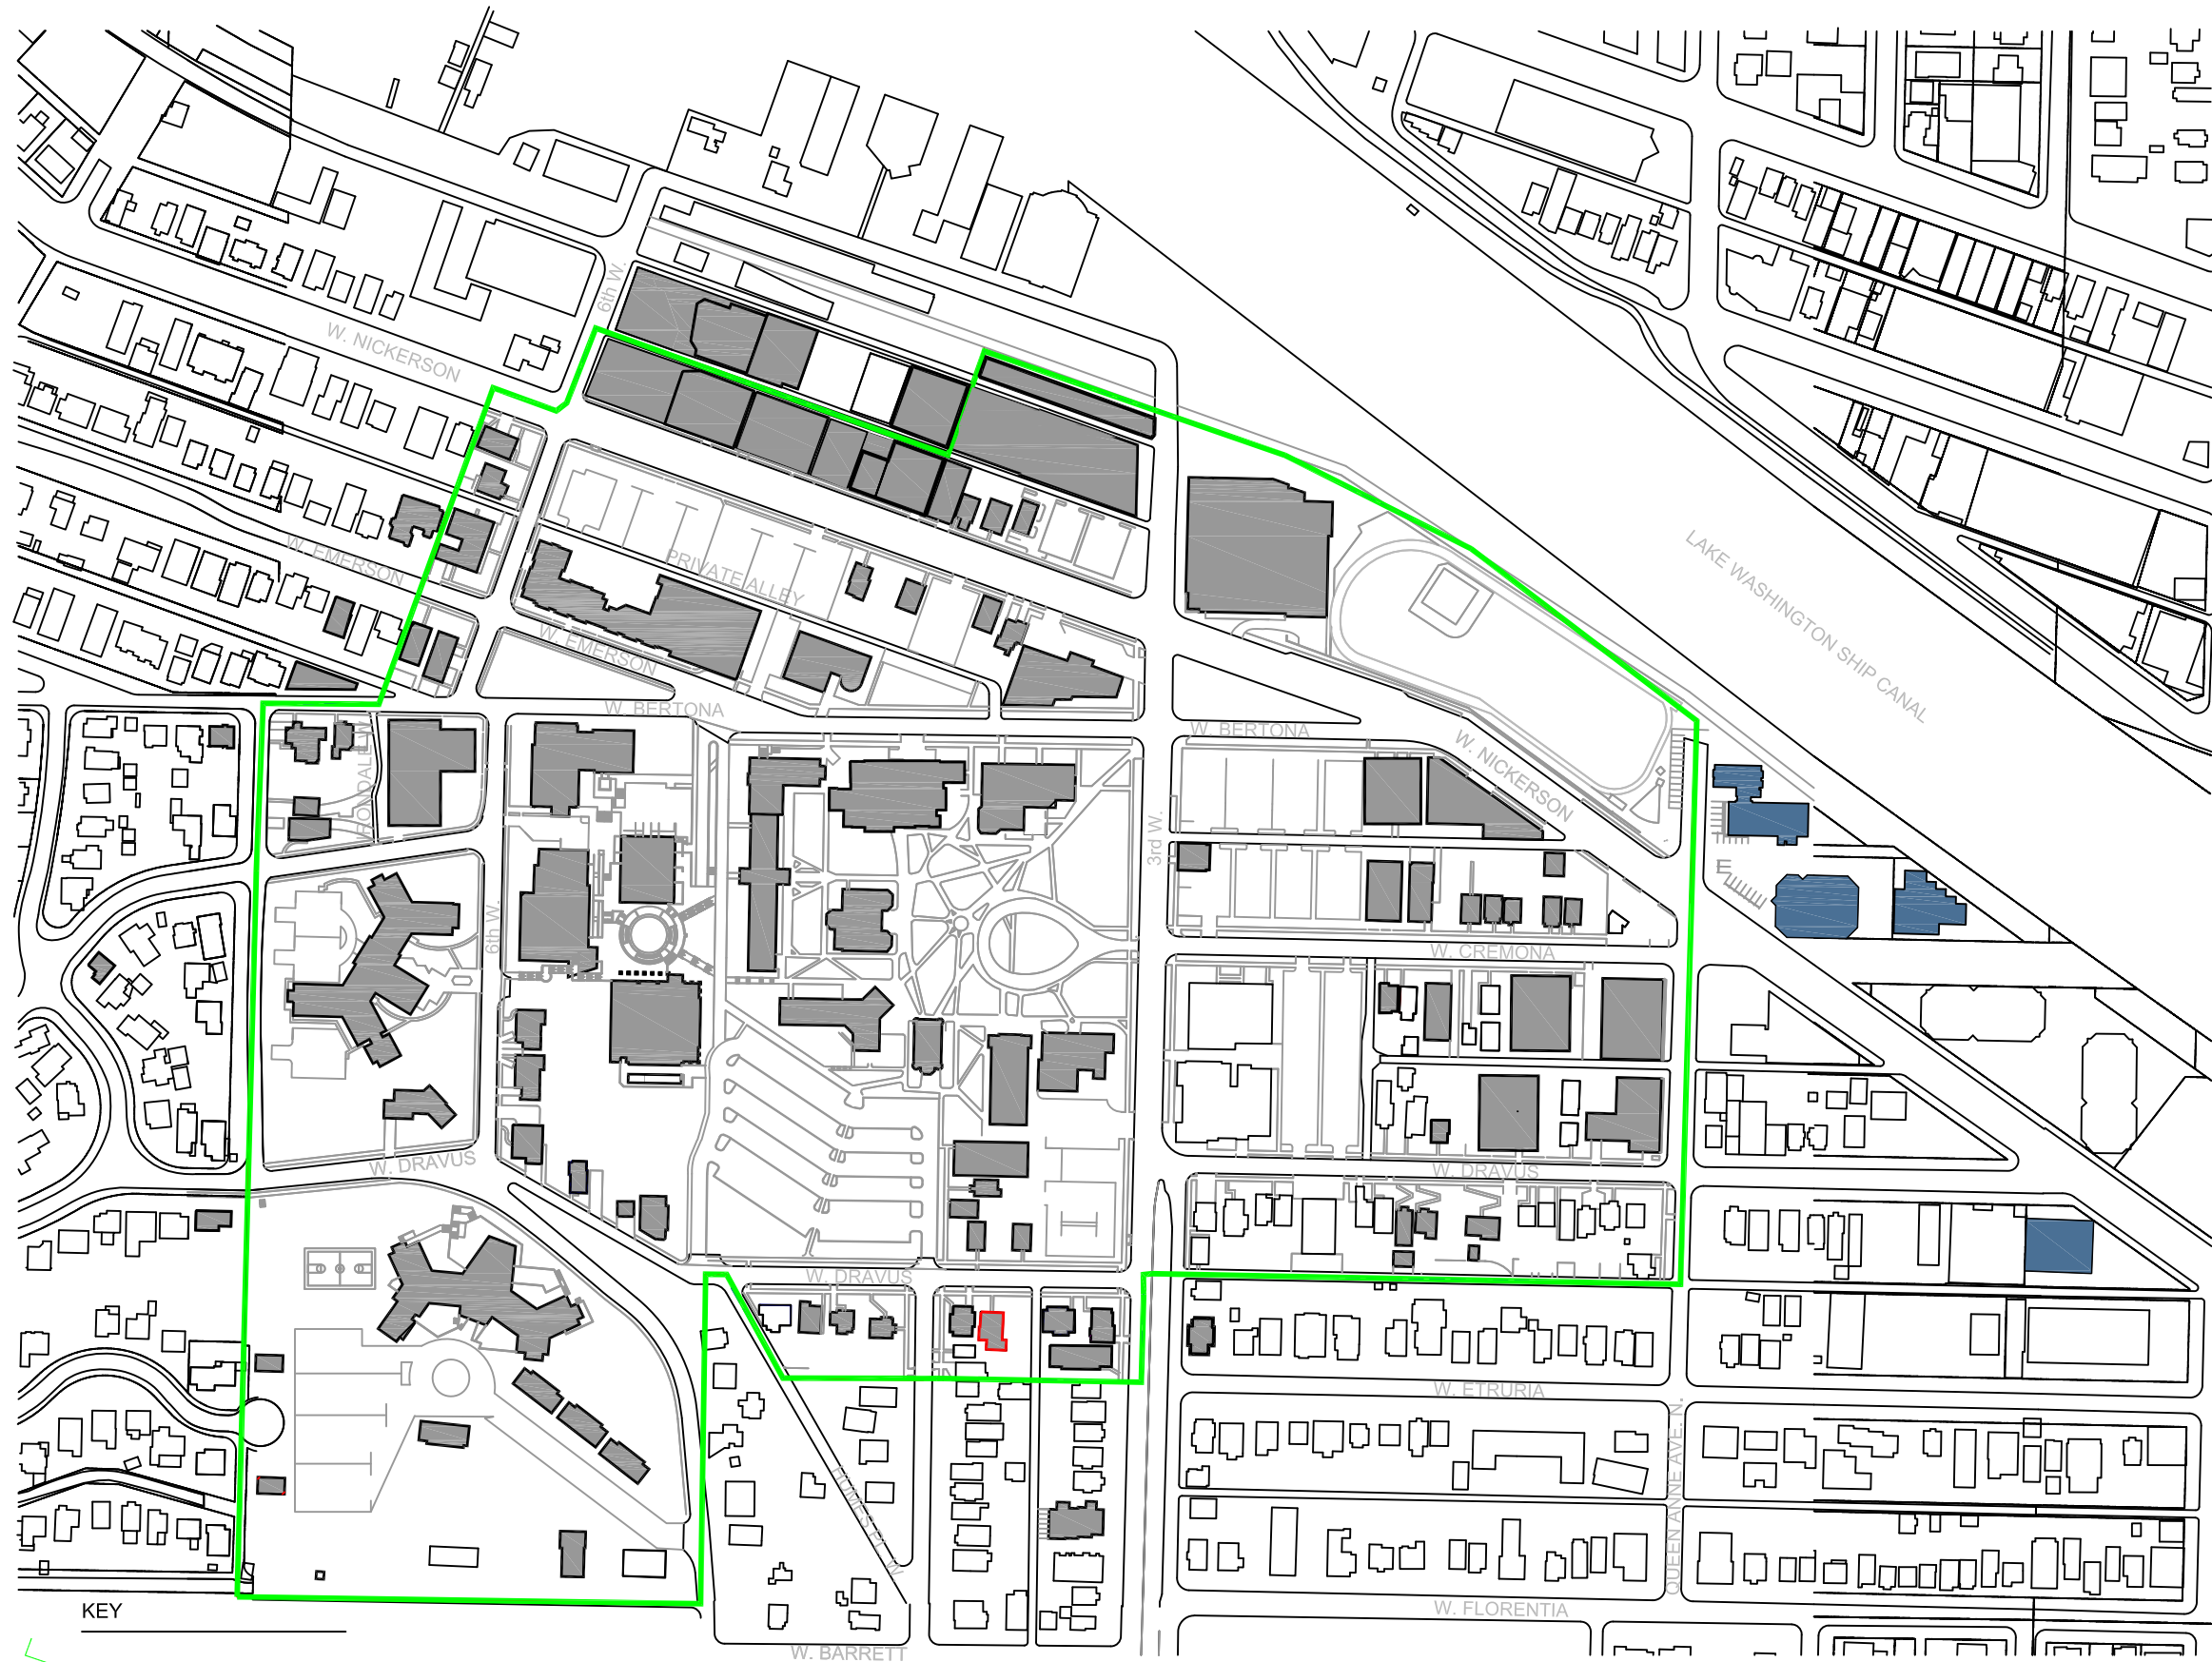 6th W.
W. NICKERSON
W. EMERSON
PRIVATE ALLEY
LAKE WASHINGTON SHIP CANAL
W. EMERSON
W. BERTONA
W. BERTONA
W. NICKERSON
3rd W.
6th W.
W. CREMONA
W. DRAVUS
W. DRAVUS
W. DRAVUS
W. ETRURIA
QUEEN ANNE AVE. N.
W. FLORENTIA
KEY
W. BARRETT